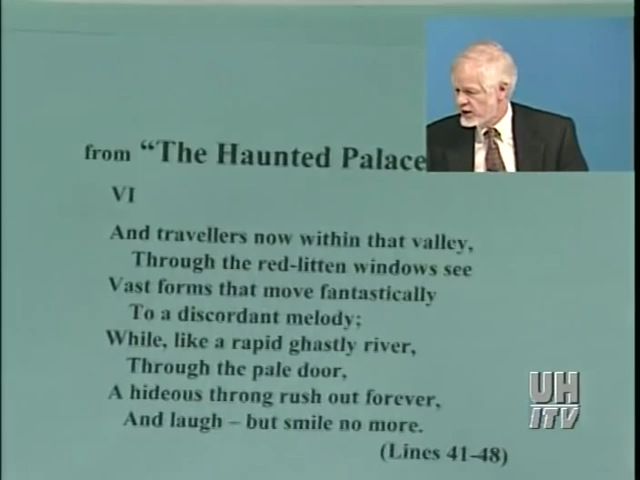 from “The Haunted Palace
VI
And travellers now within that valley,
Through the red-litten windows see
Vast forms that move fantastically
To a discordant melody;
While, like a rapid ghastly river,
Through the pale door,
A hideous throng rush out forever,
And laugh – but smile no more.
(Lines 41-48)
UH
ITV